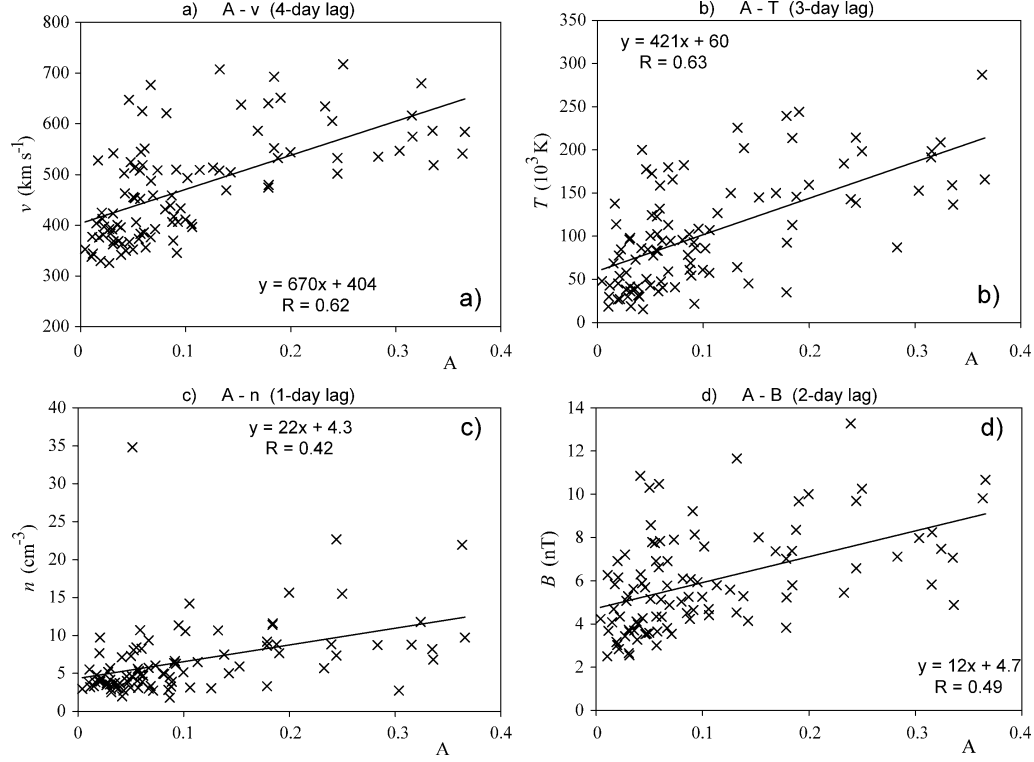 a) A - v (4-day lag)
800
700
600
500
400
300
200
v (km s⁻¹)
y = 670x + 404
R = 0.62
a)
0 0.1 0.2 0.3 0.4
A
b) A - T (3-day lag)
350
300
250
200
150
100
50
0
T (10³ K)
y = 421x + 60
R = 0.63
b)
0 0.1 0.2 0.3 0.4
A
c) A - n (1-day lag)
40
35
30
25
20
15
10
5
0
n (cm⁻³)
y = 22x + 4.3
R = 0.42
c)
0 0.1 0.2 0.3 0.4
A
d) A - B (2-day lag)
14
12
10
8
6
4
2
0
B (nT)
d)
y = 12x + 4.7
R = 0.49
0 0.1 0.2 0.3 0.4
A